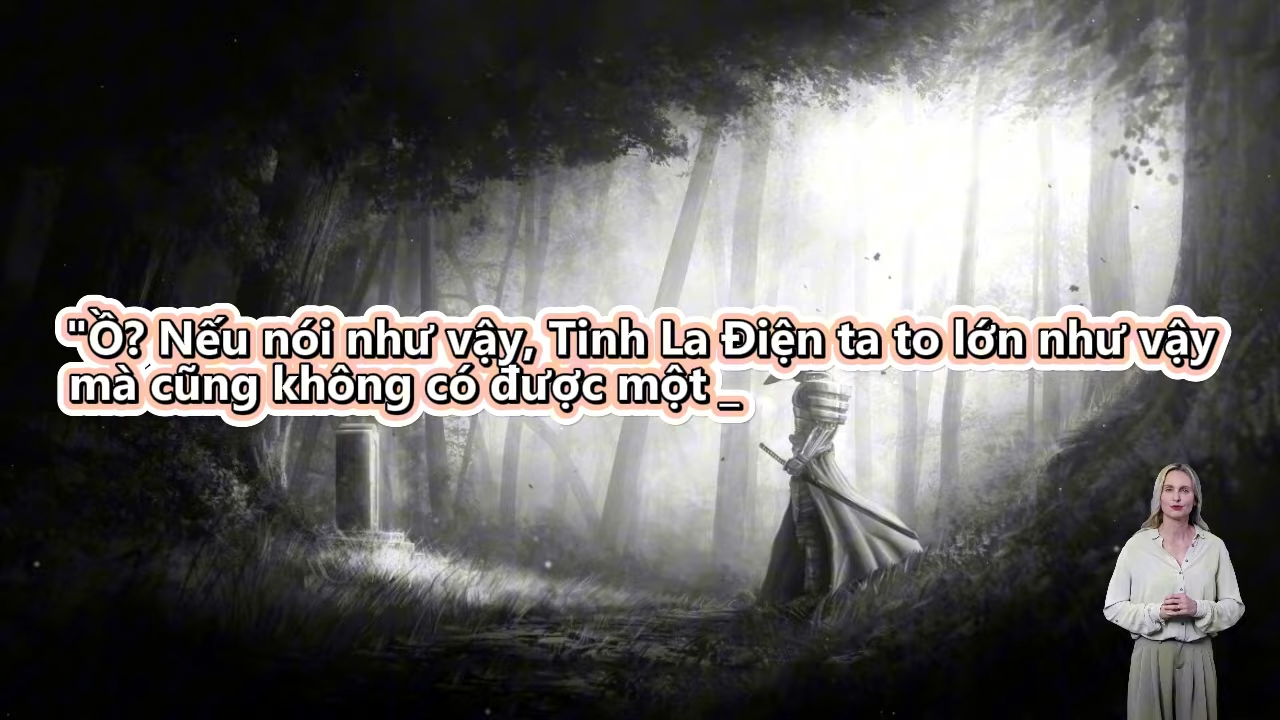 "Ồ? Nếu nói như vậy, Tinh La Điện ta to lớn như vậy
mà cũng không có được một _